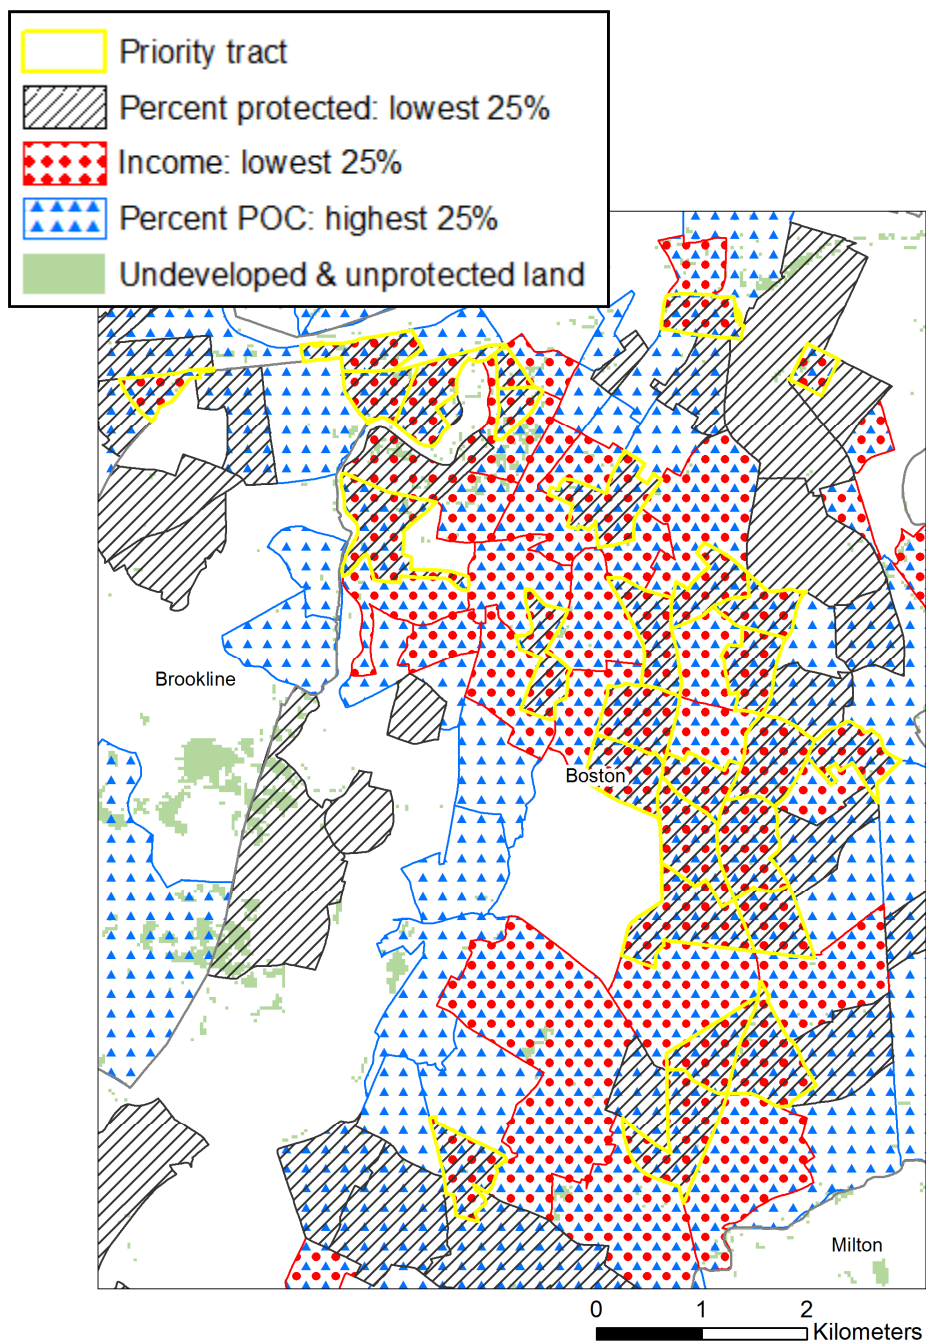 Priority tract
Percent protected: lowest 25%
Income: lowest 25%
Percent POC: highest 25%
Undeveloped & unprotected land
Brookline
Boston
Milton
0 1 2
Kilometers